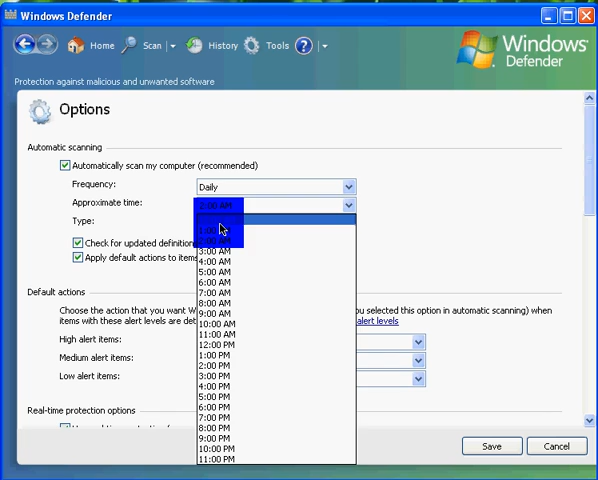 Windows Defender
Home Scan History Tools
Windows
Defender
Protection against malicious and unwanted software
Options
Automatic scanning
Automatically scan my computer (recommended)
Frequency: Daily
Approximate time: 2:00 AM
Type:
1:00
2:00 AM
Check for updated definition
3:00 AM
Apply default actions to items
4:00 AM
5:00 AM
6:00 AM
7:00 AM
Default actions
8:00 AM
Choose the action that you want W
9:00 AM
you selected this option in automatic scanning) when
items with these alert levels are det
10:00 AM
alert levels
11:00 AM
High alert items:
12:00 PM
1:00 PM
Medium alert items:
2:00 PM
3:00 PM
Low alert items:
4:00 PM
5:00 PM
6:00 PM
Real-time protection options
7:00 PM
8:00 PM
9:00 PM
10:00 PM
11:00 PM
Save Cancel